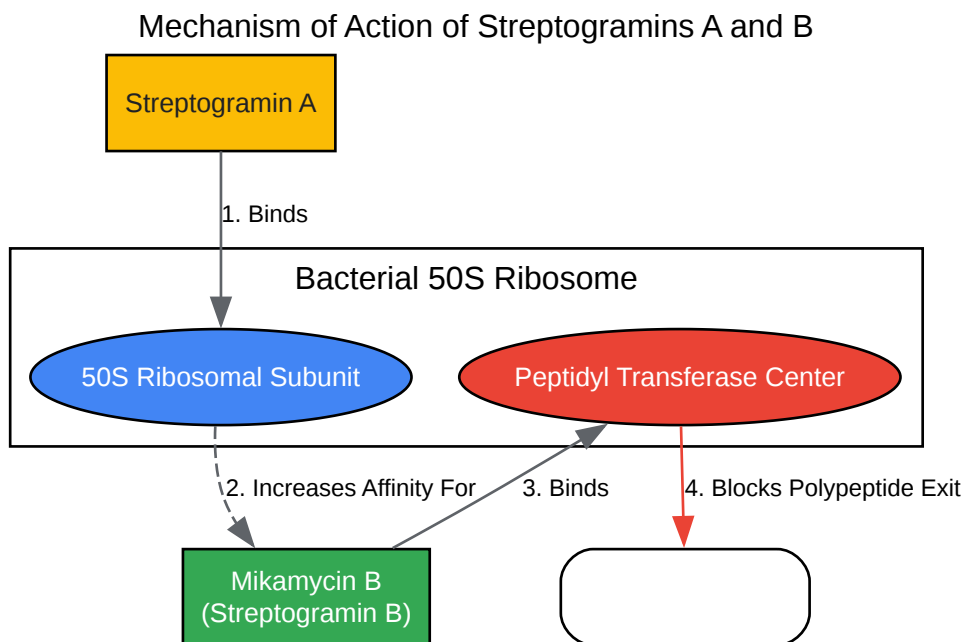 Mechanism of Action of Streptogramins A and B
Streptogramin A
1. Binds
Bacterial 50S Ribosome
50S Ribosomal Subunit
Peptidyl Transferase Center
2. Increases Affinity For
3. Binds
4. Blocks Polypeptide Exit
Mikamycin B
(Streptogramin B)